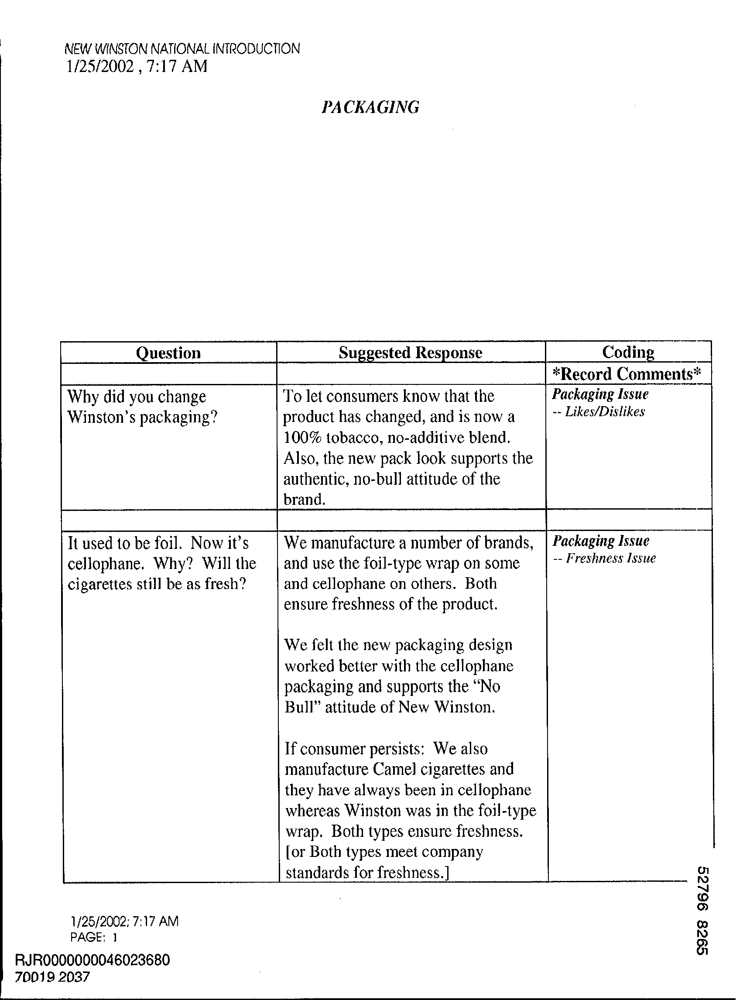 NEW WINSTON NATIONAL INTRODUCTION
1/25/2002 , 7:17 AM
PACKAGING
Question
Suggested Response
Coding
*Record Comments*
Why did you change
Winston's packaging?
To let consumers know that the
product has changed, and is now a
100% tobacco, no-additive blend.
Also, the new pack look supports the
authentic, no-bull attitude of the
brand.
Packaging Issue
-- Likes/Dislikes
It used to be foil. Now it's
cellophane. Why? Will the
cigarettes still be as fresh?
We manufacture a number of brands,
and use the foil-type wrap on some
and cellophane on others. Both
ensure freshness of the product.
We felt the new packaging design
worked better with the cellophane
packaging and supports the “No
Bull” attitude of New Winston.
If consumer persists: We also
manufacture Camel cigarettes and
they have always been in cellophane
whereas Winston was in the foil-type
wrap. Both types ensure freshness.
[or Both types meet company
standards for freshness.]
Packaging Issue
-- Freshness Issue
52796 8265
1/25/2002; 7:17 AM
PAGE: 1
RJR0000000046023680
70019 2037